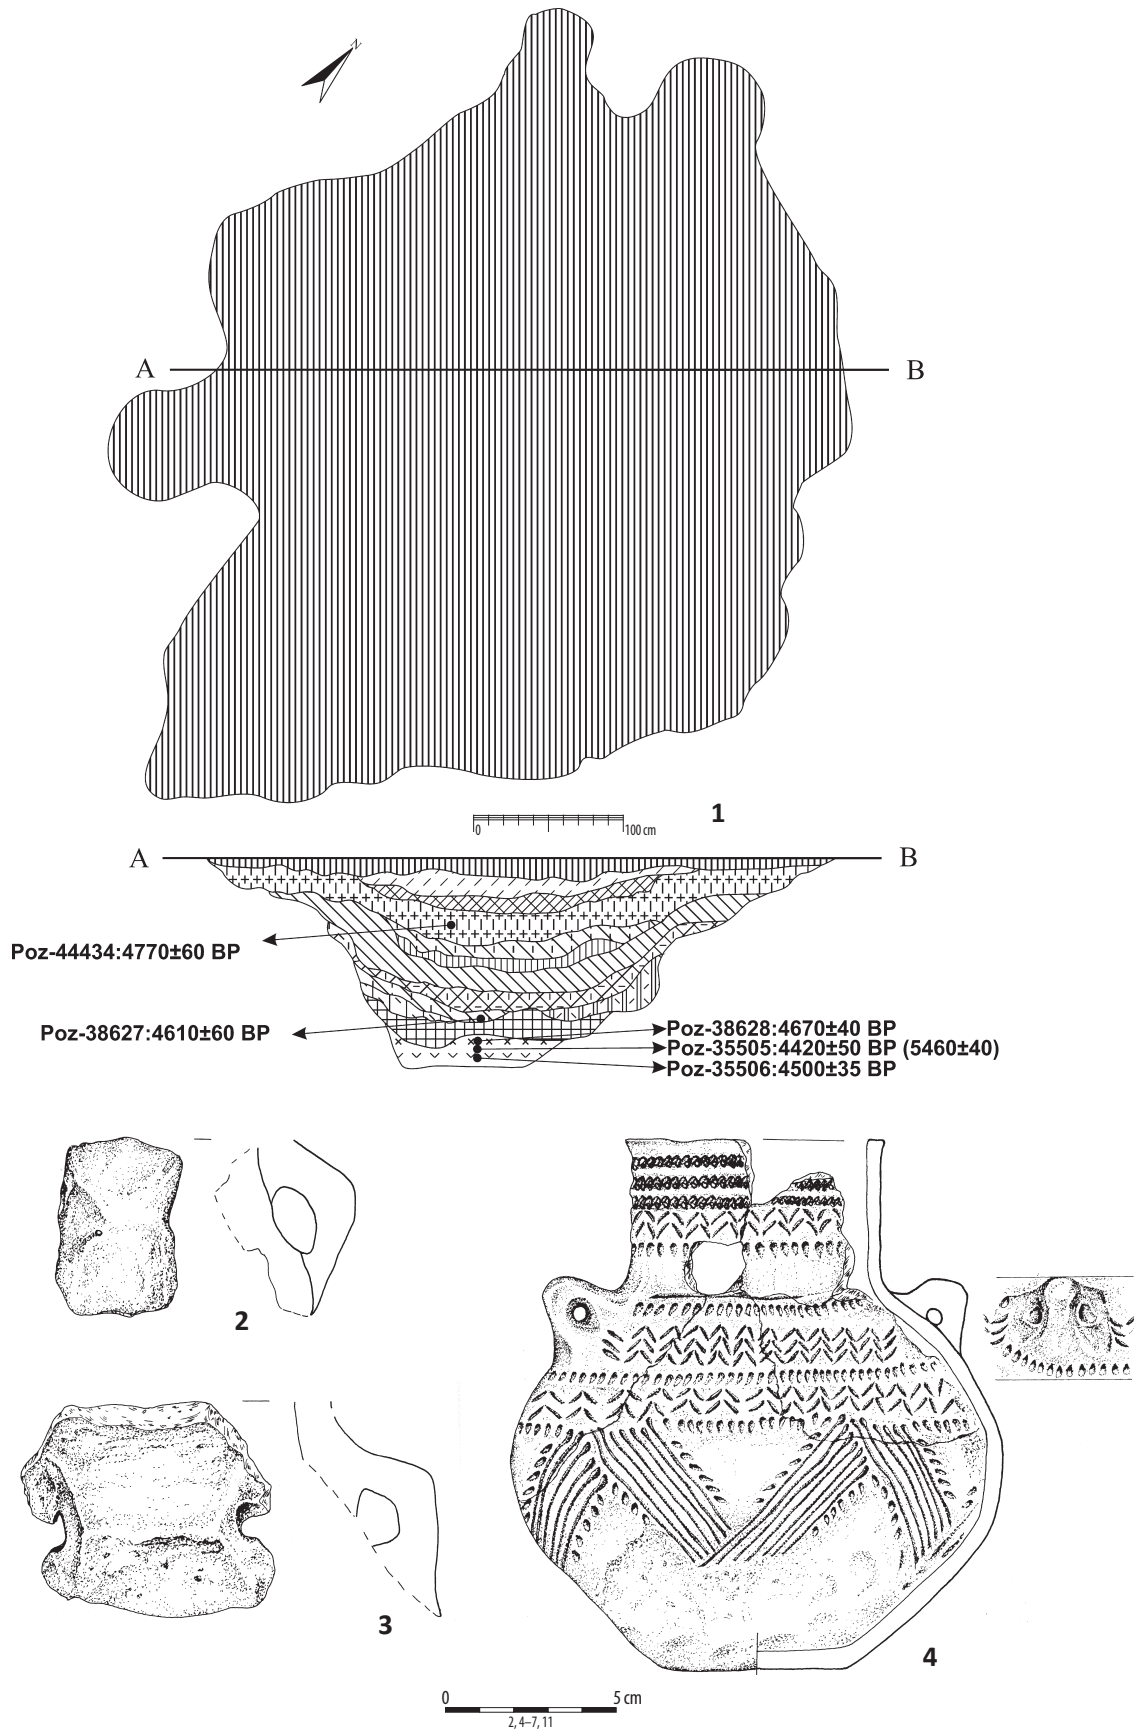 N
A B
1
0 100 cm
A B
Poz-44434:4770±60 BP
Poz-38627:4610±60 BP
Poz-38628:4670±40 BP
Poz-35505:4420±50 BP (5460±40)
Poz-35506:4500±35 BP
2
3
4
0 5 cm
2, 4–7, 11